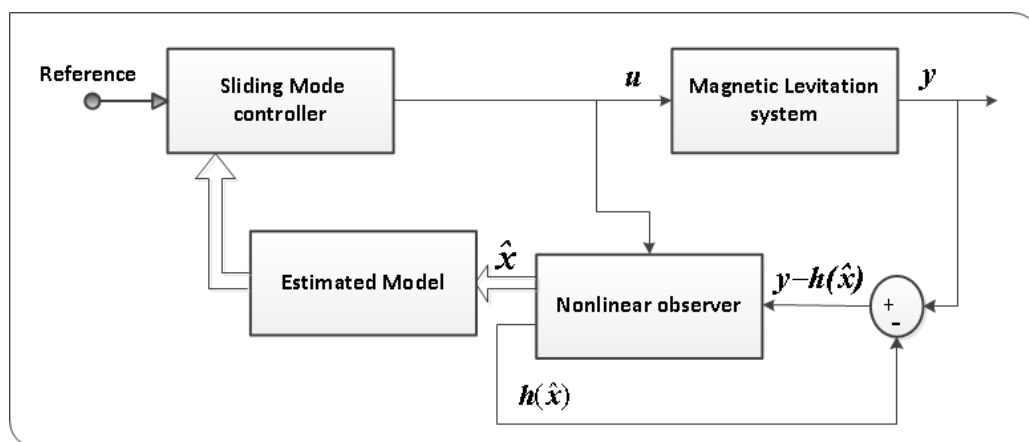 Reference
Sliding Mode
controller
u
Magnetic Levitation
system
y
Estimated Model
x̂
Nonlinear observer
y−h(x̂)
+
-
h(x̂)